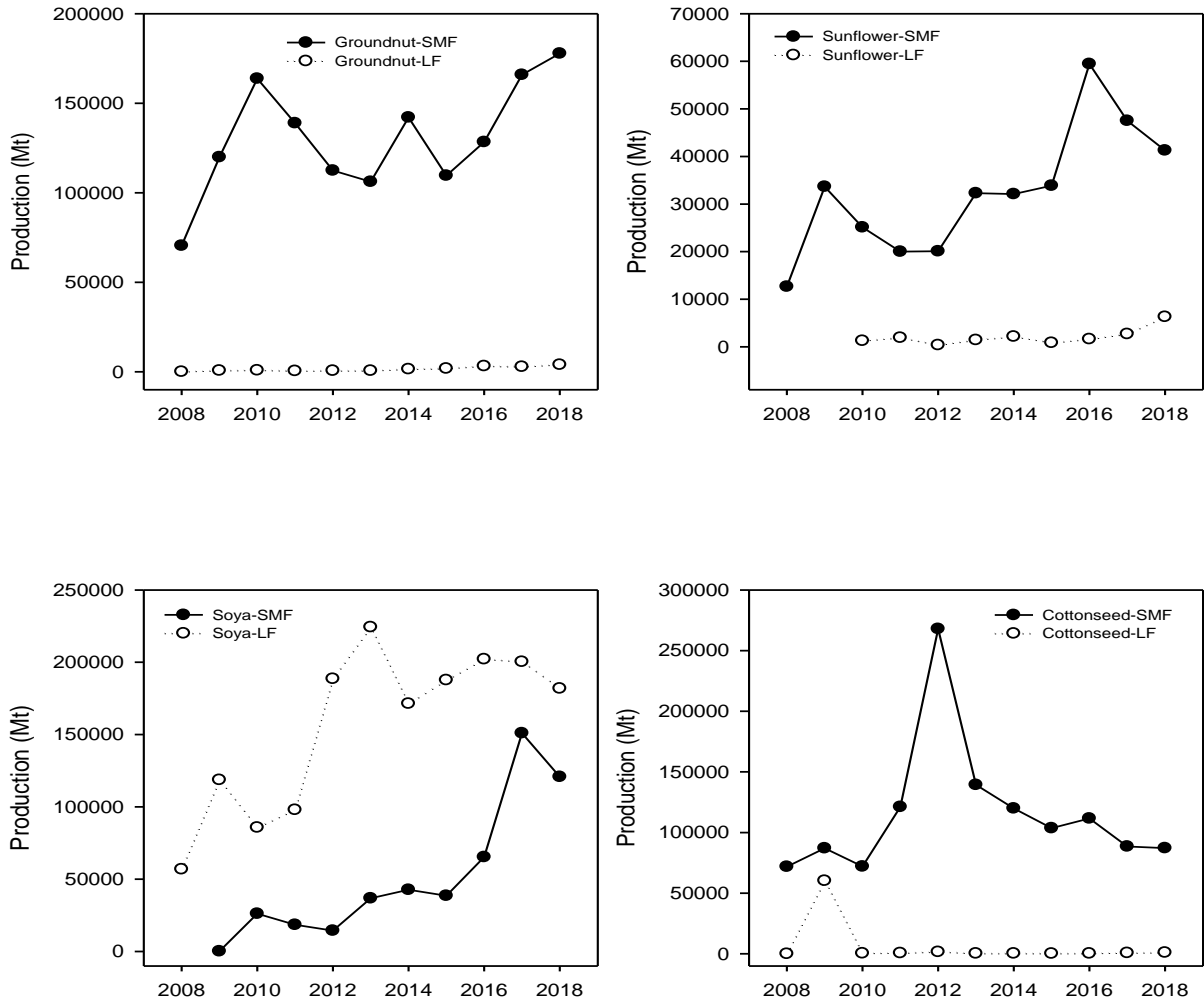 200000
150000
100000
50000
0
Production (Mt)
Groundnut-SMF
Groundnut-LF
2008 2010 2012 2014 2016 2018
70000
60000
50000
40000
30000
20000
10000
0
Production (Mt)
Sunflower-SMF
Sunflower-LF
2008 2010 2012 2014 2016 2018
250000
200000
150000
100000
50000
0
Production (Mt)
Soya-SMF
Soya-LF
2008 2010 2012 2014 2016 2018
300000
250000
200000
150000
100000
50000
0
Production (Mt)
Cottonseed-SMF
Cottonseed-LF
2008 2010 2012 2014 2016 2018